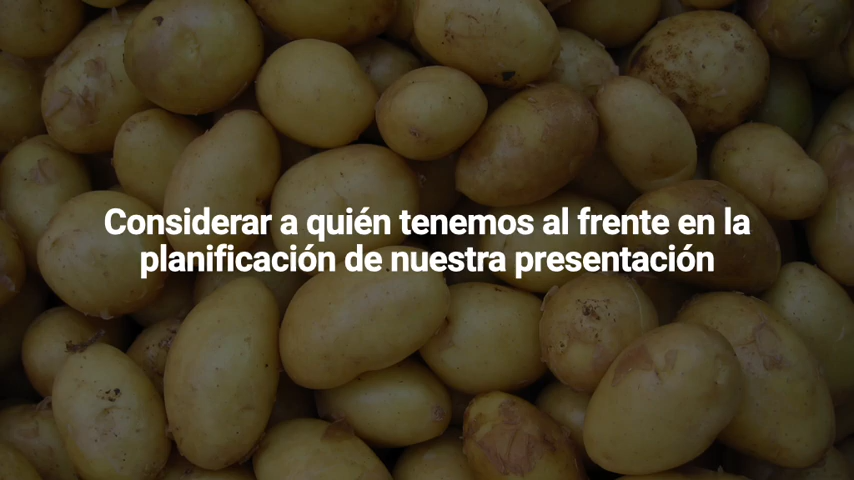 Considerar a quién tenemos al frente en la
planificación de nuestra presentación